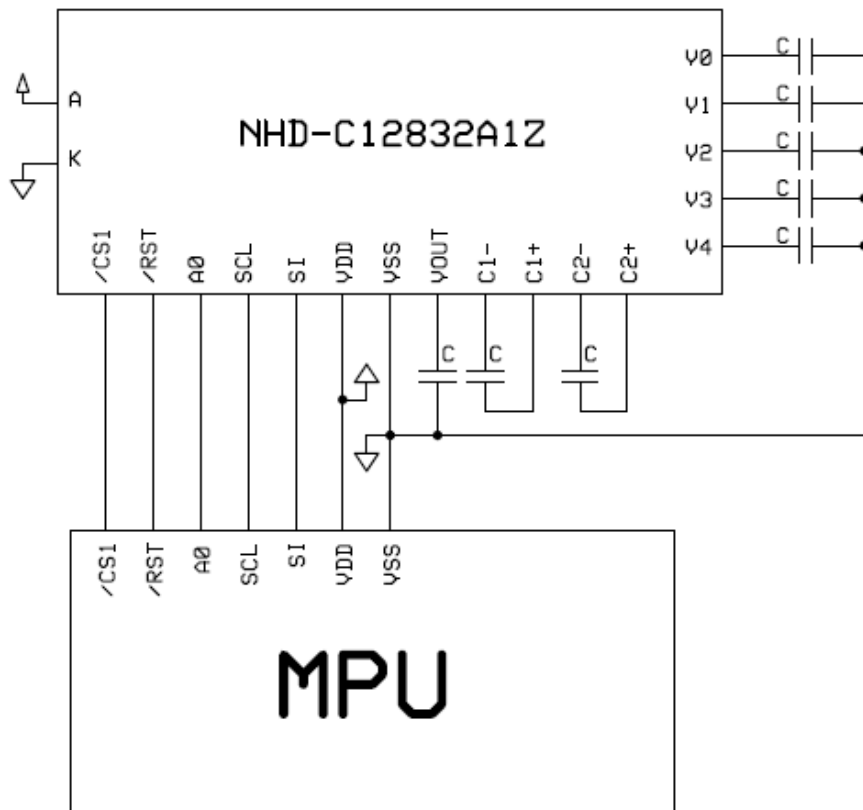 V0 C
A
V1 C
NHD-C12832A1Z
V2 C
K
V3 C
V4 C
/CS1 /RST A0 SCL SI VDD VSS VOUT C1- C1+ C2- C2+
C C C
/CS1 /RST A0 SCL SI VDD VSS
MPU